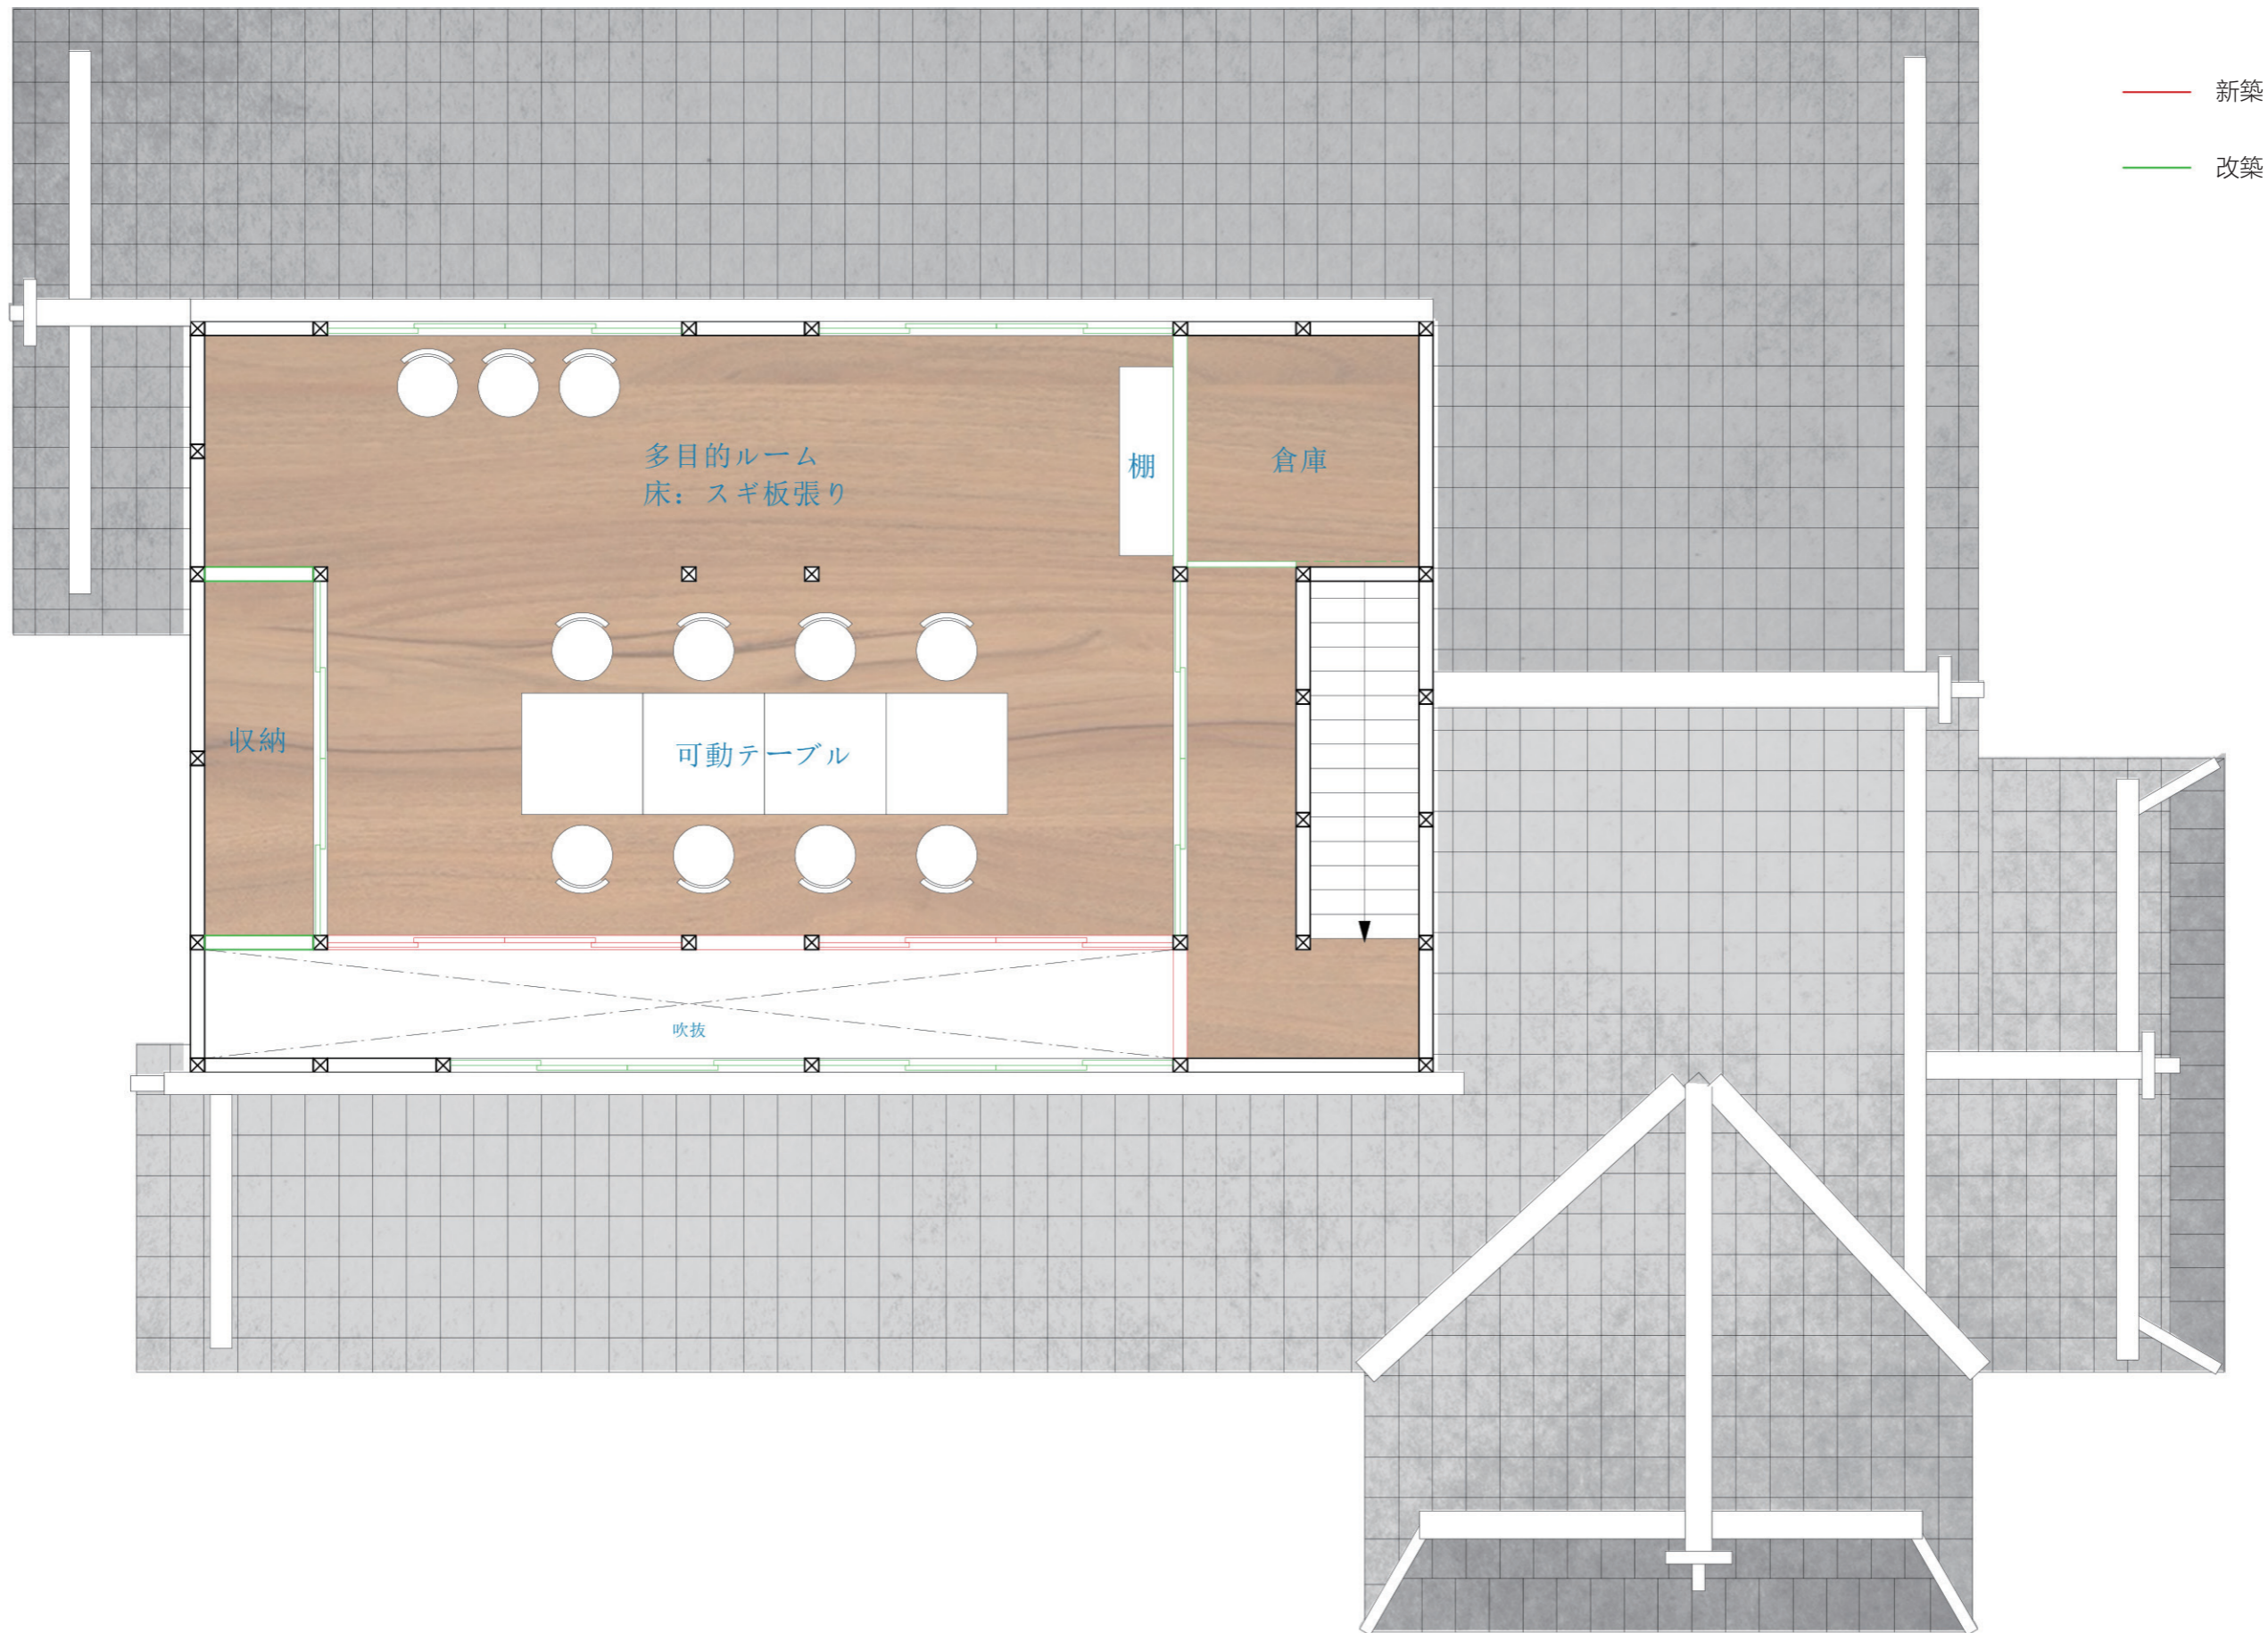 新築
改築
多目的ルーム
床：スギ板張り
棚
倉庫
収納
可動テーブル
吹抜